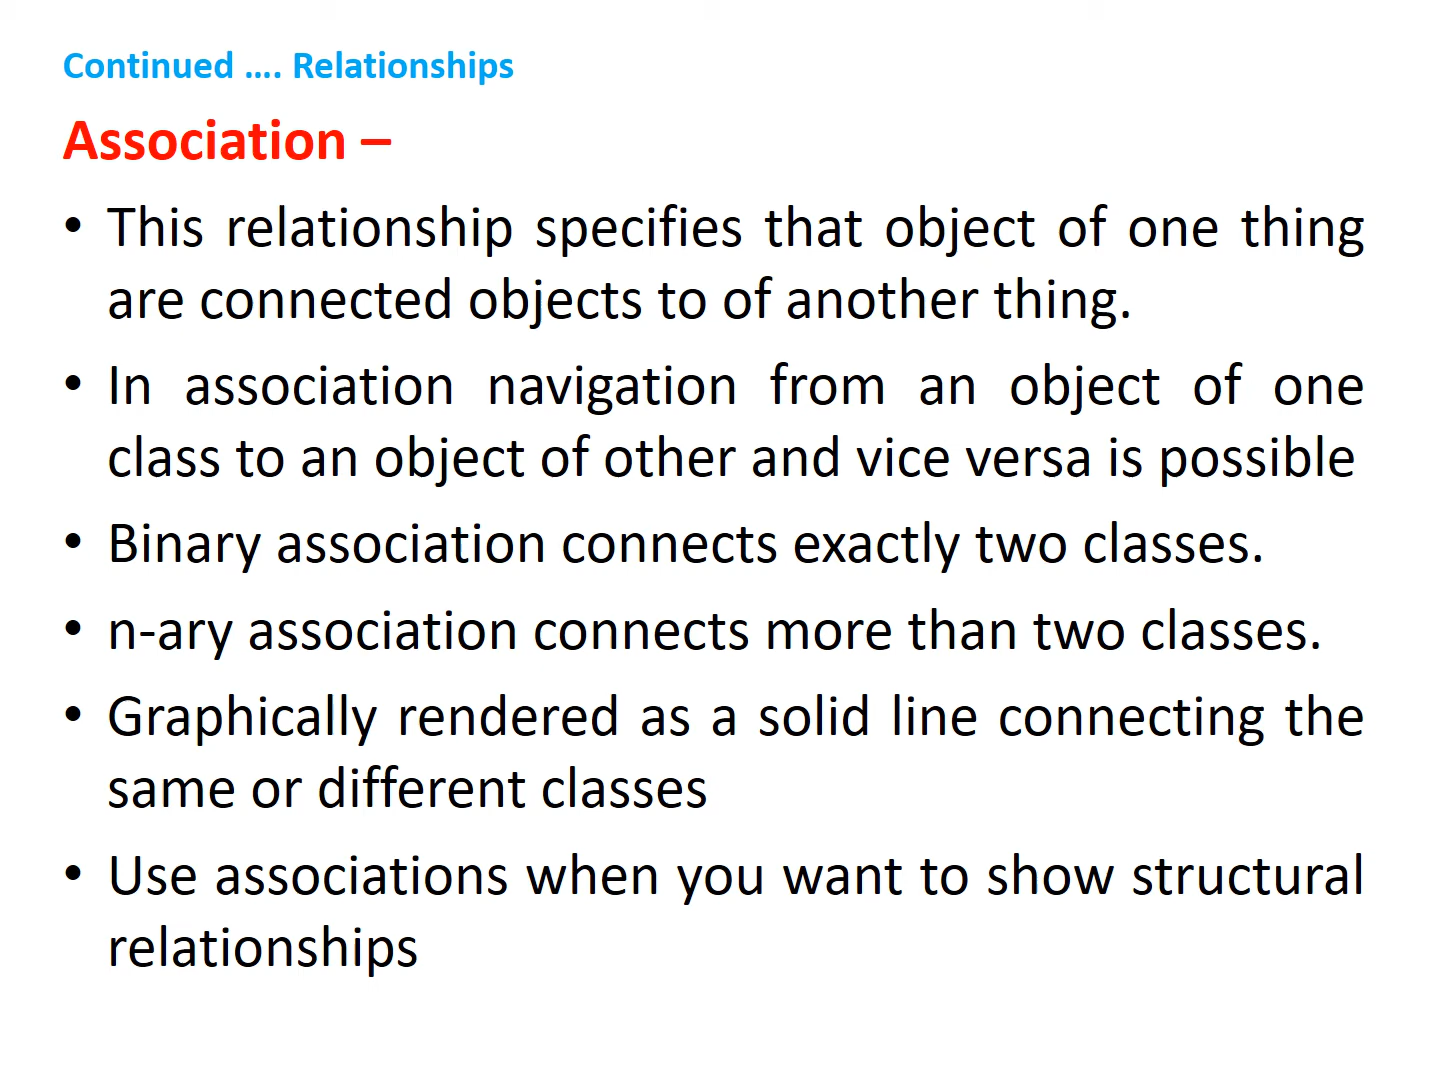 Continued .... Relationships
Association –
• This relationship specifies that object of one thing
are connected objects to of another thing.
• In association navigation from an object of one
class to an object of other and vice versa is possible
• Binary association connects exactly two classes.
• n-ary association connects more than two classes.
• Graphically rendered as a solid line connecting the
same or different classes
• Use associations when you want to show structural
relationships